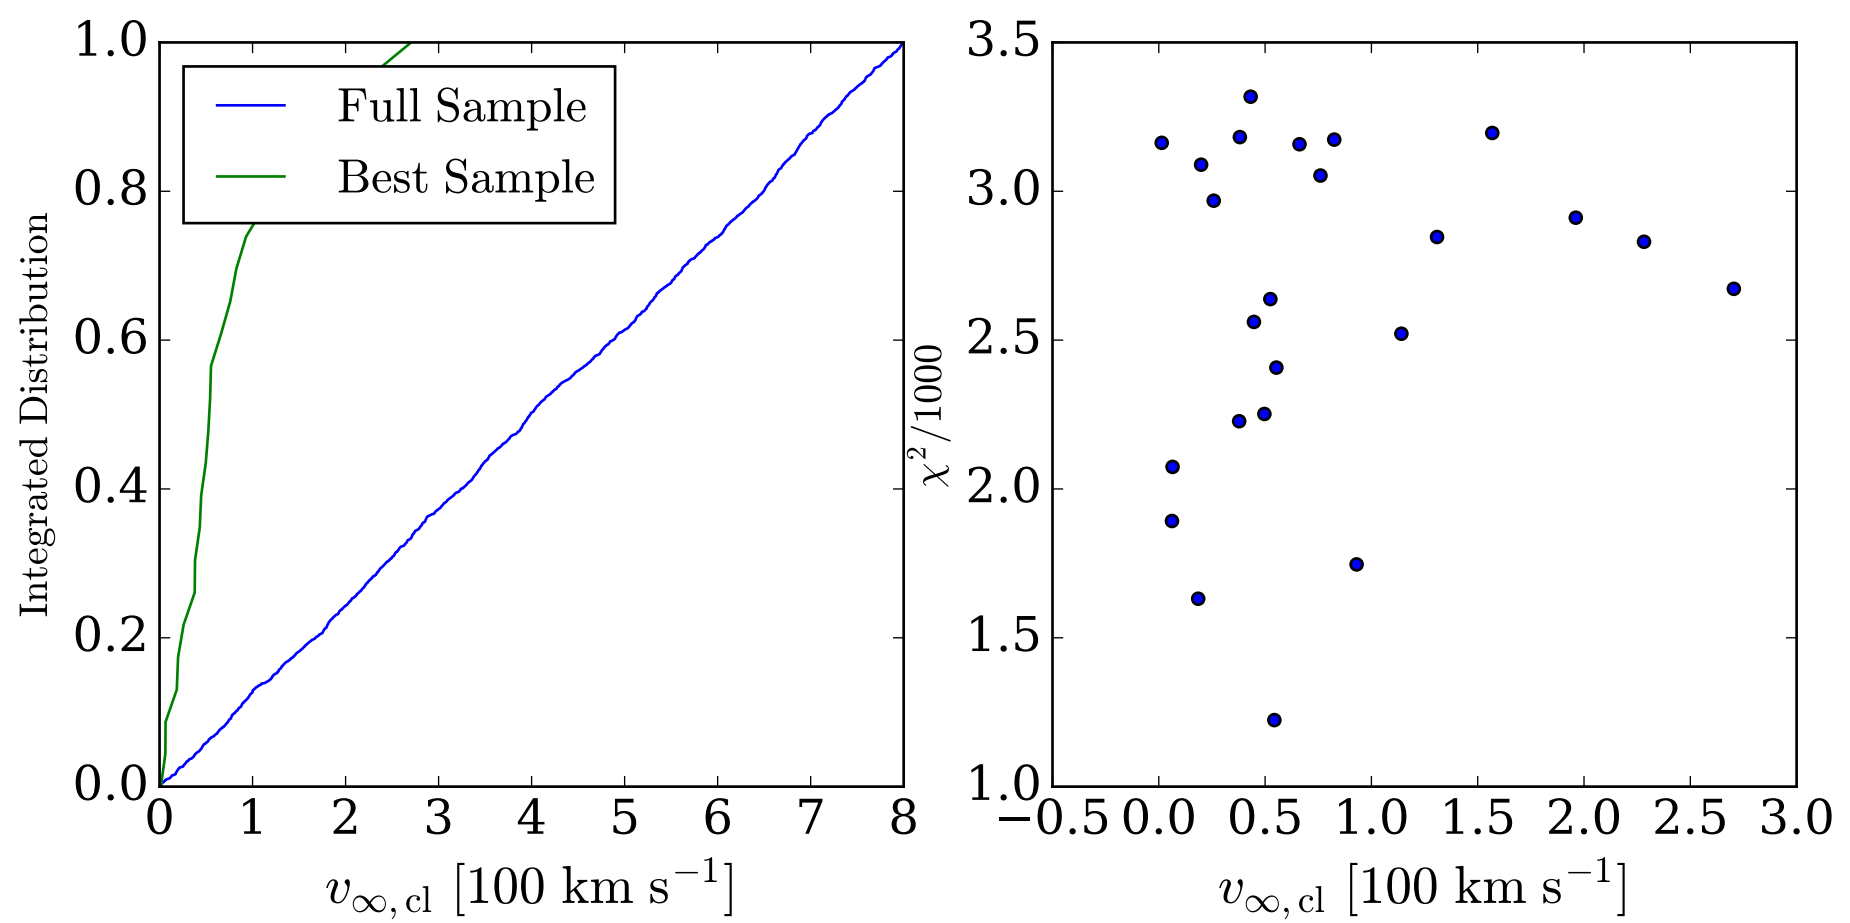 1.0
0.8
0.6
0.4
0.2
0.0
Integrated Distribution
Full Sample
Best Sample
0 1 2 3 4 5 6 7 8
v∞,cl [100 km s⁻¹]
3.5
3.0
2.5
2.0
1.5
1.0
χ²/1000
−0.5 0.0 0.5 1.0 1.5 2.0 2.5 3.0
v∞,cl [100 km s⁻¹]